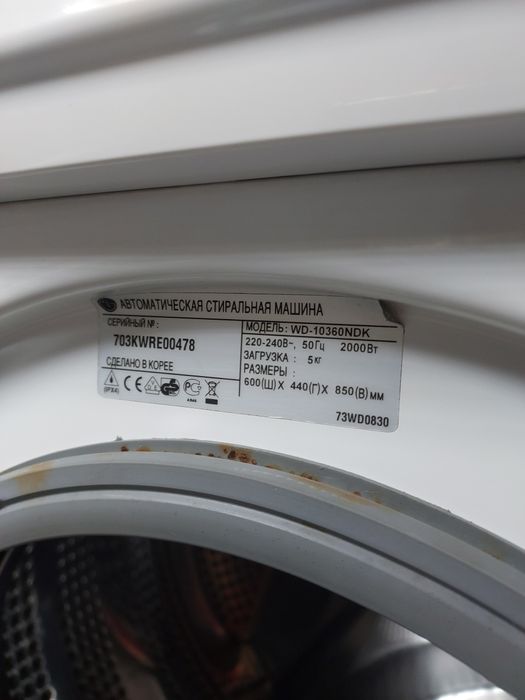 АВТОМАТИЧЕСКАЯ СТИРАЛЬНАЯ МАШИНА
СЕРИЙНЫЙ № :
703KWRE00478
СДЕЛАНО В КОРЕЕ
(IPX4)
МОДЕЛЬ: WD-10360NDK
220-240В~, 50Гц 2000Вт
ЗАГРУЗКА : 5кг
РАЗМЕРЫ :
600(Ш) X 440(Г) X 850(В) мм
73WD0830